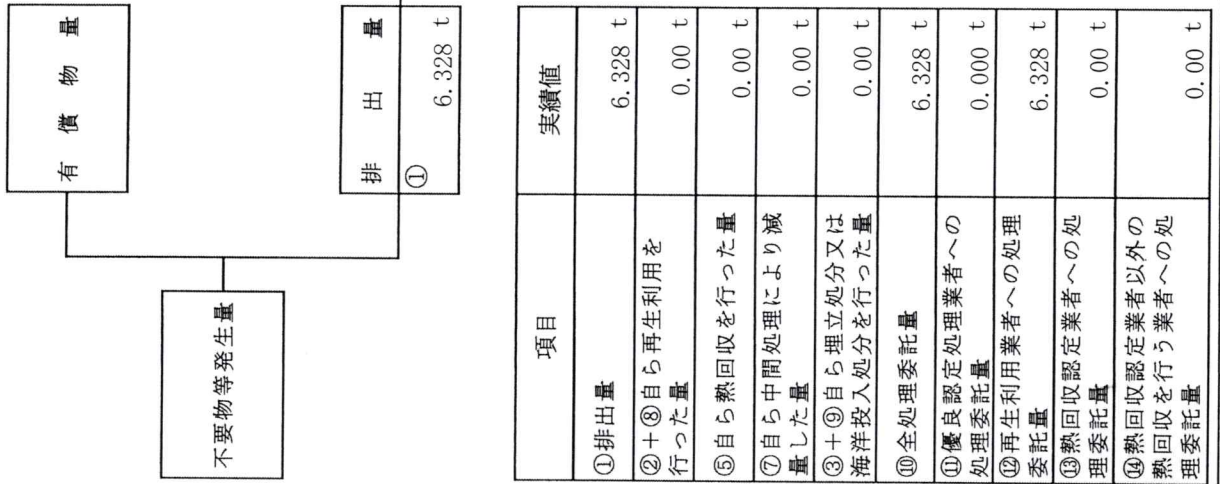 有償物量
不要物等発生量
排出量
① 6.328 t
項目 実績値
①排出量 6.328 t
②+⑧自ら再生利用を
行った量 0.00 t
⑤自ら熱回収を行った量 0.00 t
⑦自ら中間処理により減
量した量 0.00 t
③+⑨自ら埋立処分又は
海洋投入処分を行った量 0.00 t
⑩全処理委託量 6.328 t
⑪優良認定処理業者への
処理委託量 0.000 t
⑫再生利用業者への処理
委託量 6.328 t
⑬熱回収認定業者への処
理委託量 0.00 t
⑭熱回収認定業者以外の
熱回収を行う業者への処
理委託量 0.00 t